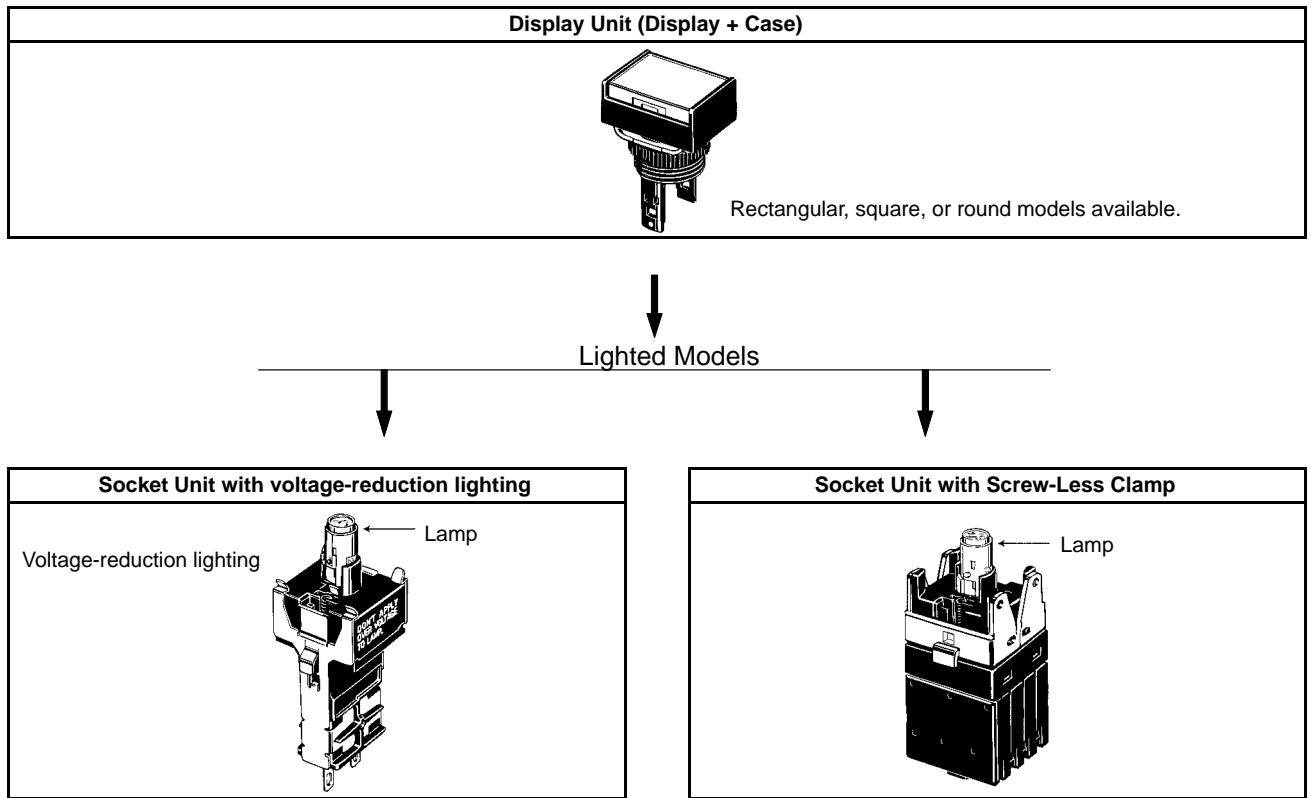 Display Unit (Display + Case)
Rectangular, square, or round models available.
Lighted Models
Socket Unit with voltage-reduction lighting
Lamp
Voltage-reduction lighting
DON'T APPLY
OVER VOLTAGE
TO LAMP.
Socket Unit with Screw-Less Clamp
Lamp